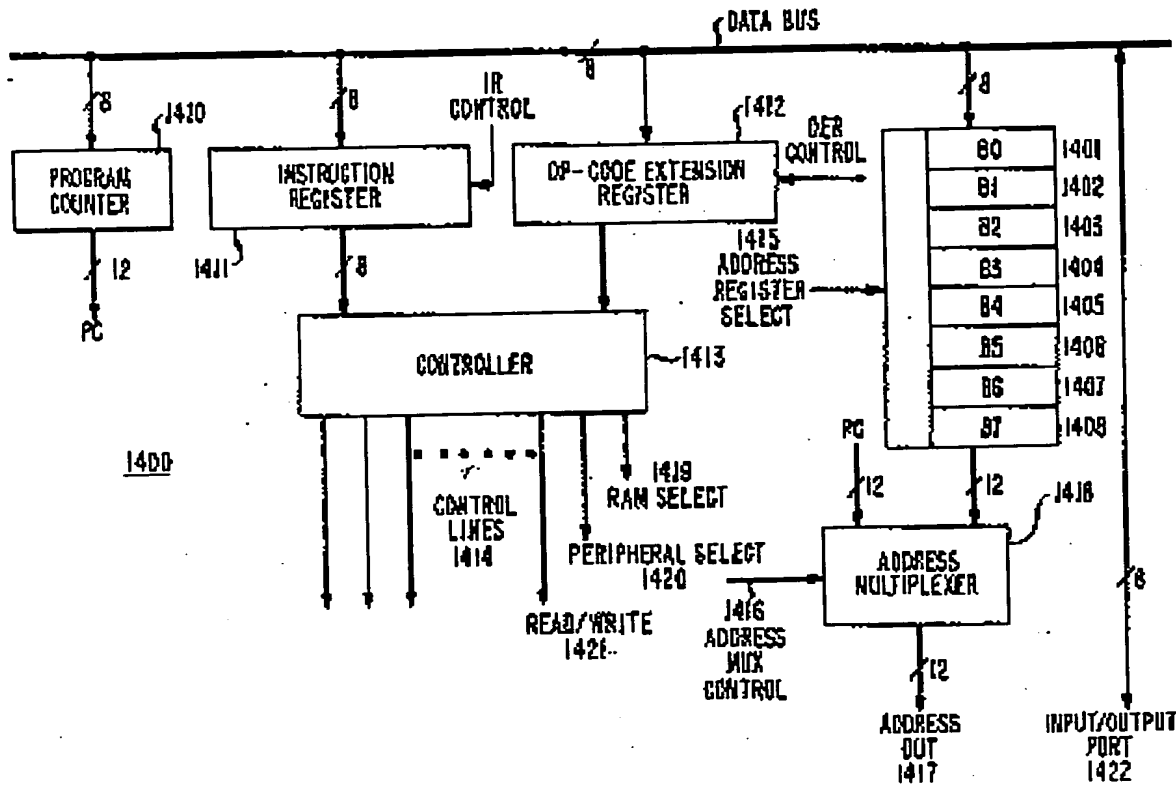 DATA BUS
8
8
8
8
1410
IR
CONTROL
1412
OER
CONTROL
PROGRAM
COUNTER
INSTRUCTION
REGISTER
OP-CODE EXTENSION
REGISTER
B0 1401
B1 1402
B2 1403
B3 1404
B4 1405
B5 1406
B6 1407
B7 1408
12
PC
1411
8
1415
ADDRESS
REGISTER
SELECT
CONTROLLER
1413
1400
CONTROL
LINES
1414
1419
RAM SELECT
PERIPHERAL SELECT
1420
READ/WRITE
1421
PC
12
12
1418
ADDRESS
MULTIPLEXER
1416
ADDRESS
MUX
CONTROL
12
ADDRESS
OUT
1417
8
INPUT/OUTPUT
PORT
1422